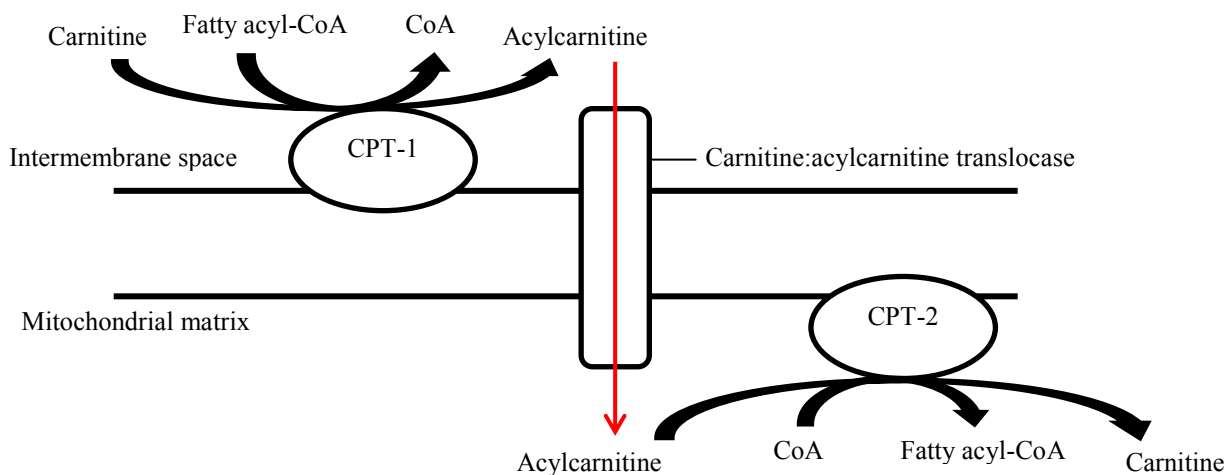 Carnitine
Fatty acyl-CoA
CoA
Acylcarnitine
CPT-1
Intermembrane space
Carnitine:acylcarnitine translocase
Mitochondrial matrix
CPT-2
Acylcarnitine
CoA
Fatty acyl-CoA
Carnitine